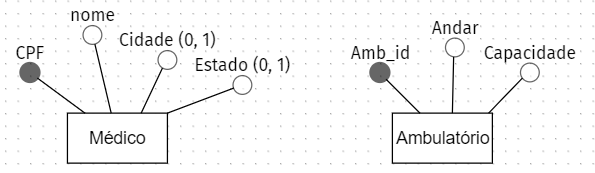 nome
Cidade (0, 1)
CPF
Estado (0, 1)
Médico
Andar
Amb_id
Capacidade
Ambulatório